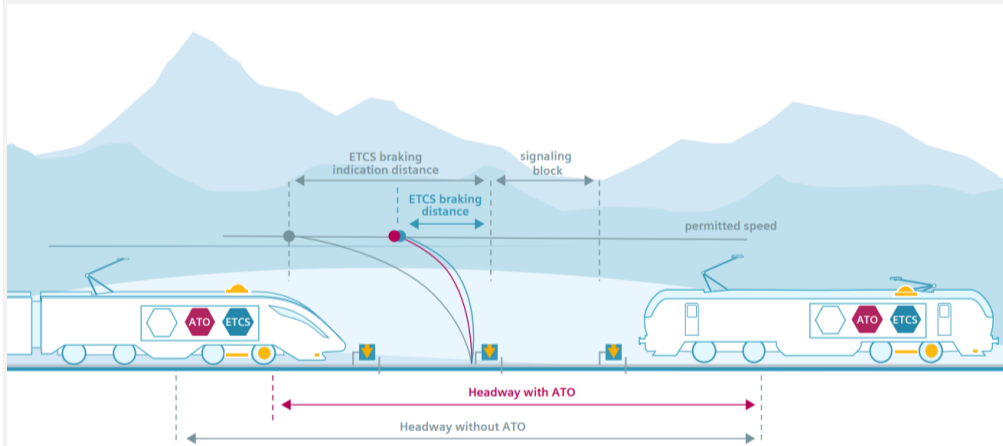 ETCS braking
indication distance
signaling
block
ETCS braking
distance
permitted speed
ATO
ETCS
ATO
ETCS
Headway with ATO
Headway without ATO